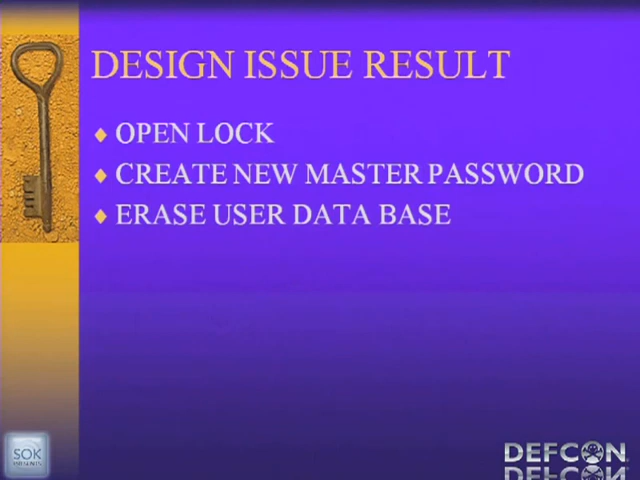 DESIGN ISSUE RESULT
OPEN LOCK
CREATE NEW MASTER PASSWORD
ERASE USER DATA BASE
SOK
DEFCON